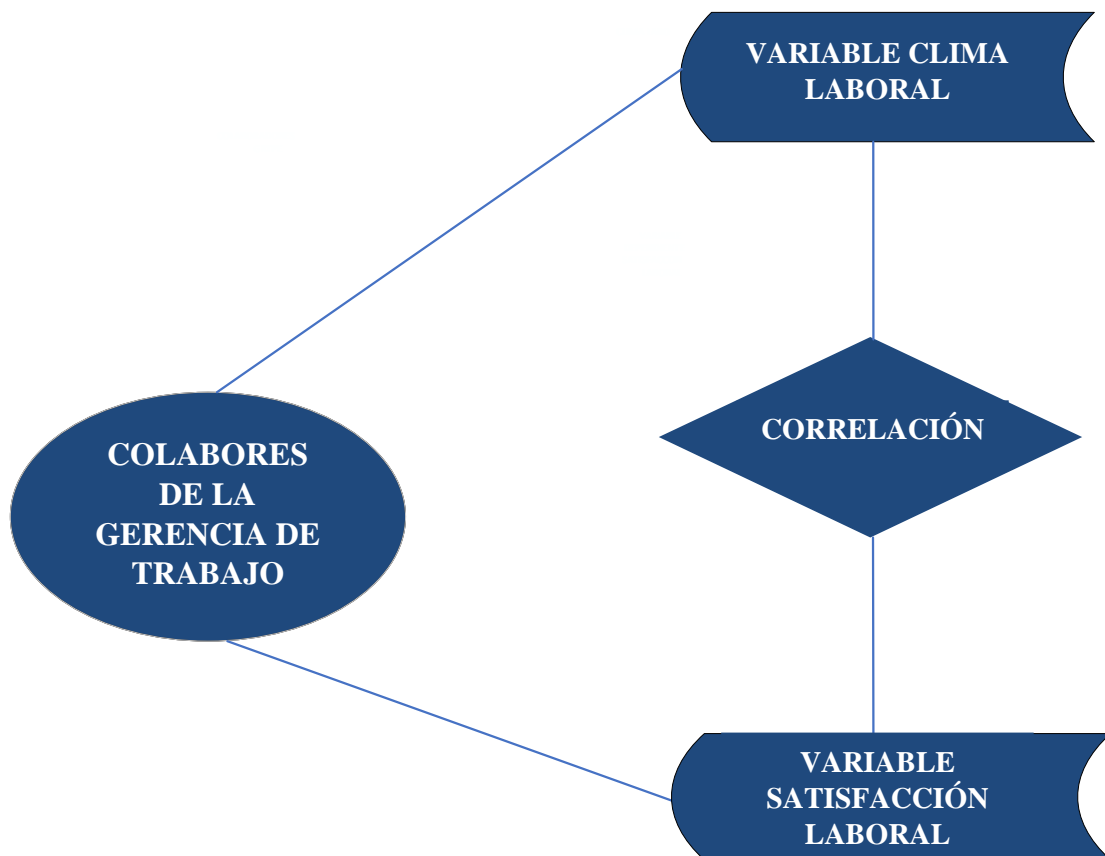 VARIABLE CLIMA
LABORAL
CORRELACIÓN
COLABORES
DE LA
GERENCIA DE
TRABAJO
VARIABLE
SATISFACCIÓN
LABORAL